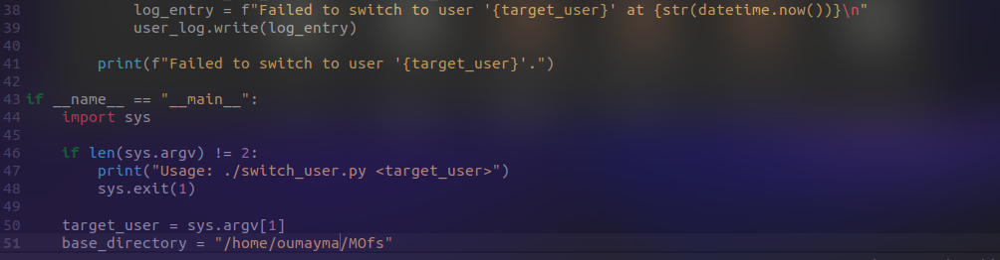 38 log_entry = f"Failed to switch to user '{target_user}' at {str(datetime.now())}\n"
39 user_log.write(log_entry)
40
41 print(f"Failed to switch to user '{target_user}'.")
42
43 if __name__ == "__main__":
44 import sys
45
46 if len(sys.argv) != 2:
47 print("Usage: ./switch_user.py <target_user>")
48 sys.exit(1)
49
50 target_user = sys.argv[1]
51 base_directory = "/home/oumayma/MOfs"